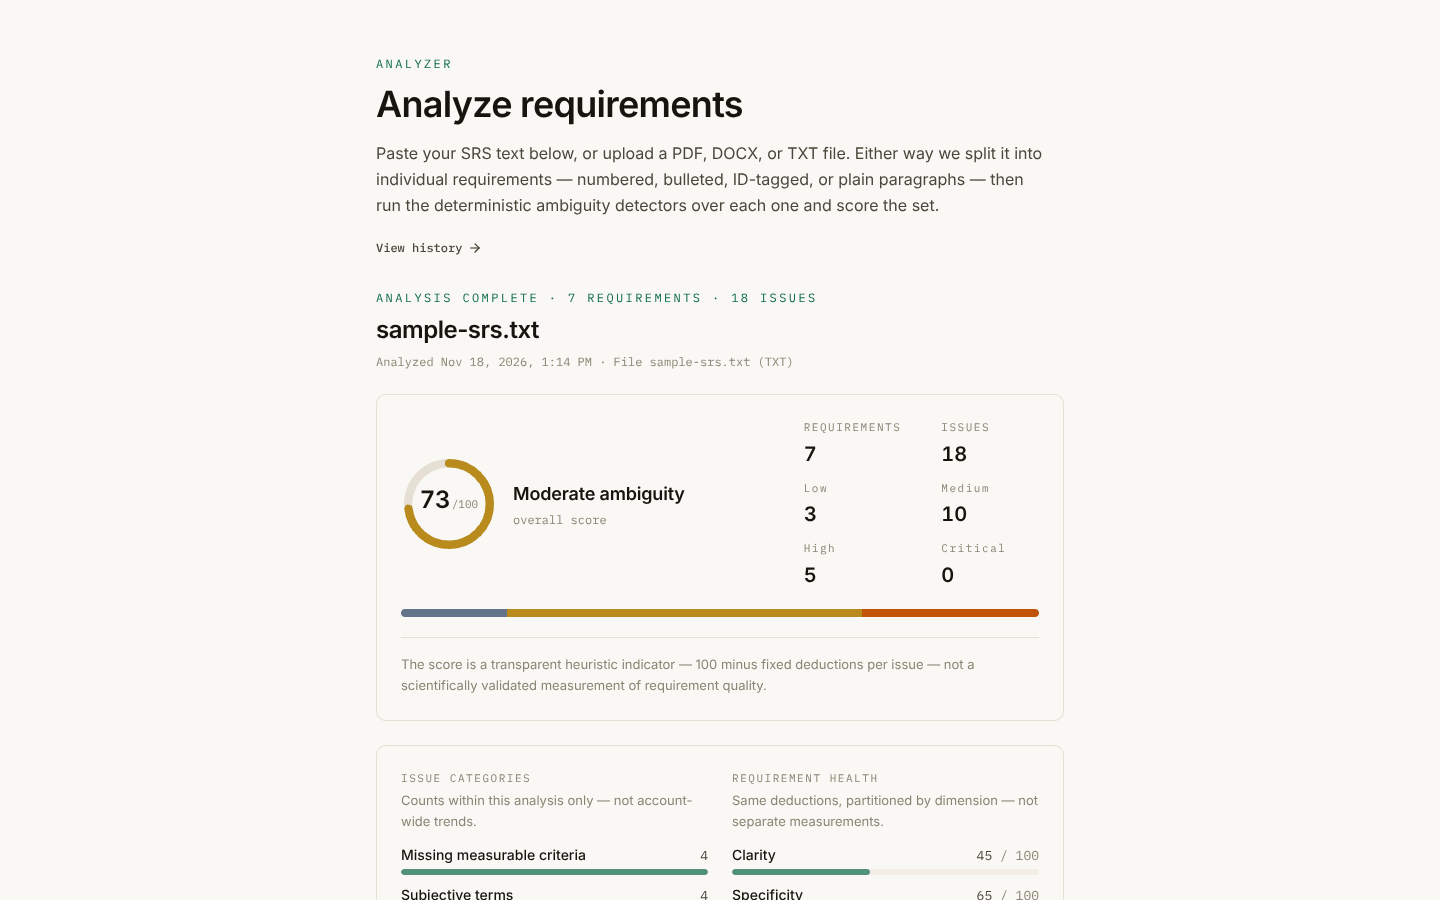 ANALYZER
Analyze requirements
Paste your SRS text below, or upload a PDF, DOCX, or TXT file. Either way we split it into
individual requirements — numbered, bulleted, ID-tagged, or plain paragraphs — then
run the deterministic ambiguity detectors over each one and score the set.
View history →
ANALYSIS COMPLETE · 7 REQUIREMENTS · 18 ISSUES
sample-srs.txt
Analyzed Nov 18, 2026, 1:14 PM · File sample-srs.txt (TXT)
73/100
Moderate ambiguity
overall score
REQUIREMENTS
7
ISSUES
18
Low
3
Medium
10
High
5
Critical
0
The score is a transparent heuristic indicator — 100 minus fixed deductions per issue — not a
scientifically validated measurement of requirement quality.
ISSUE CATEGORIES
Counts within this analysis only — not account-
wide trends.
Missing measurable criteria 4
Subjective terms 4
REQUIREMENT HEALTH
Same deductions, partitioned by dimension — not
separate measurements.
Clarity 45 / 100
Specificity 65 / 100